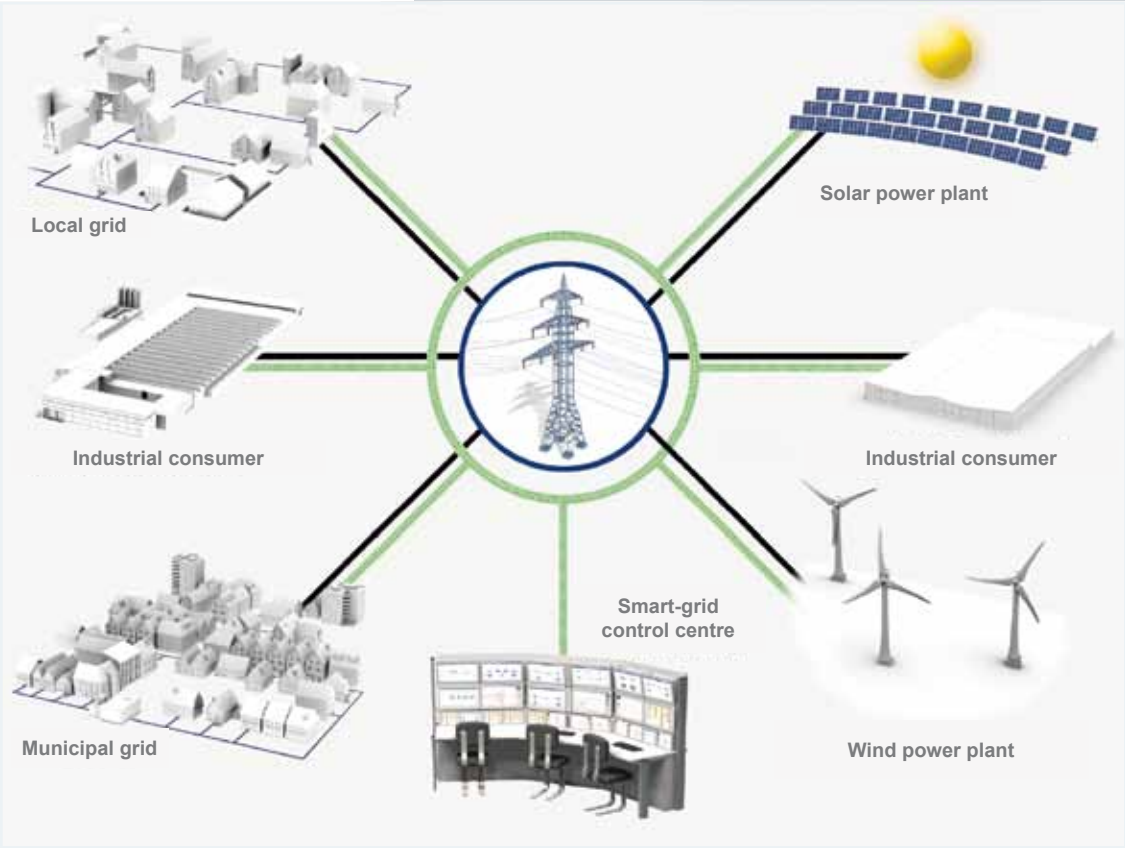 Solar power plant
Local grid
Industrial consumer
Industrial consumer
Smart-grid
control centre
Municipal grid
Wind power plant